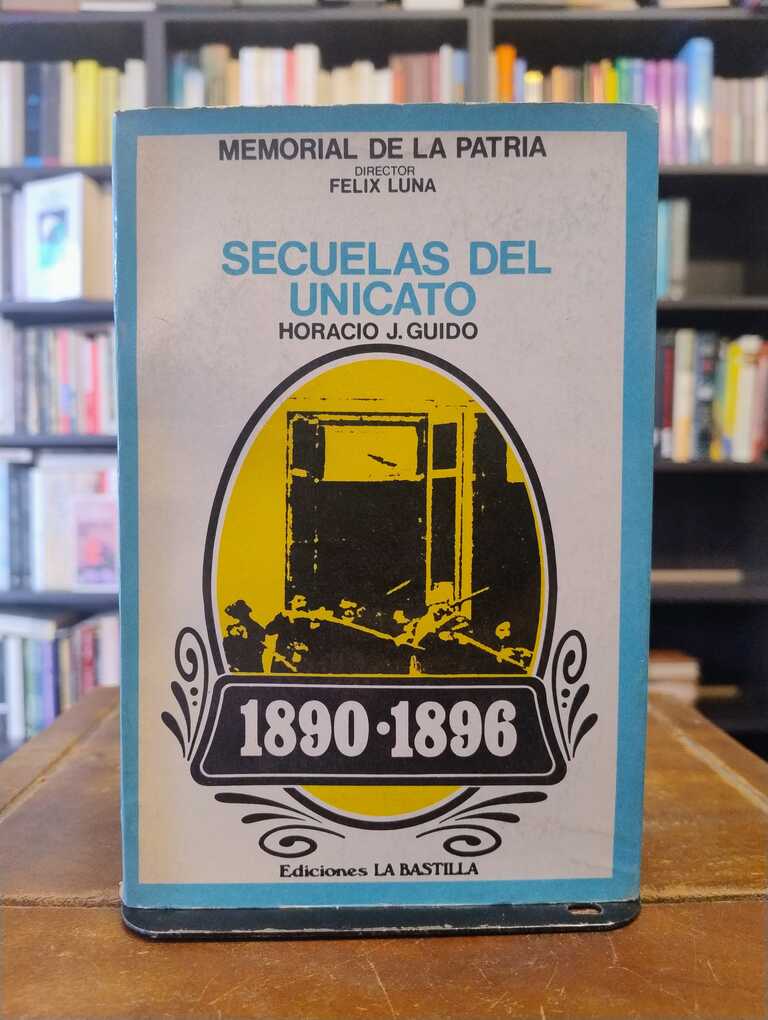 MEMORIAL DE LA PATRIA
DIRECTOR
FELIX LUNA
SECUELAS DEL
UNICATO
HORACIO J. GUIDO
1890·1896
Ediciones LA BASTILLA